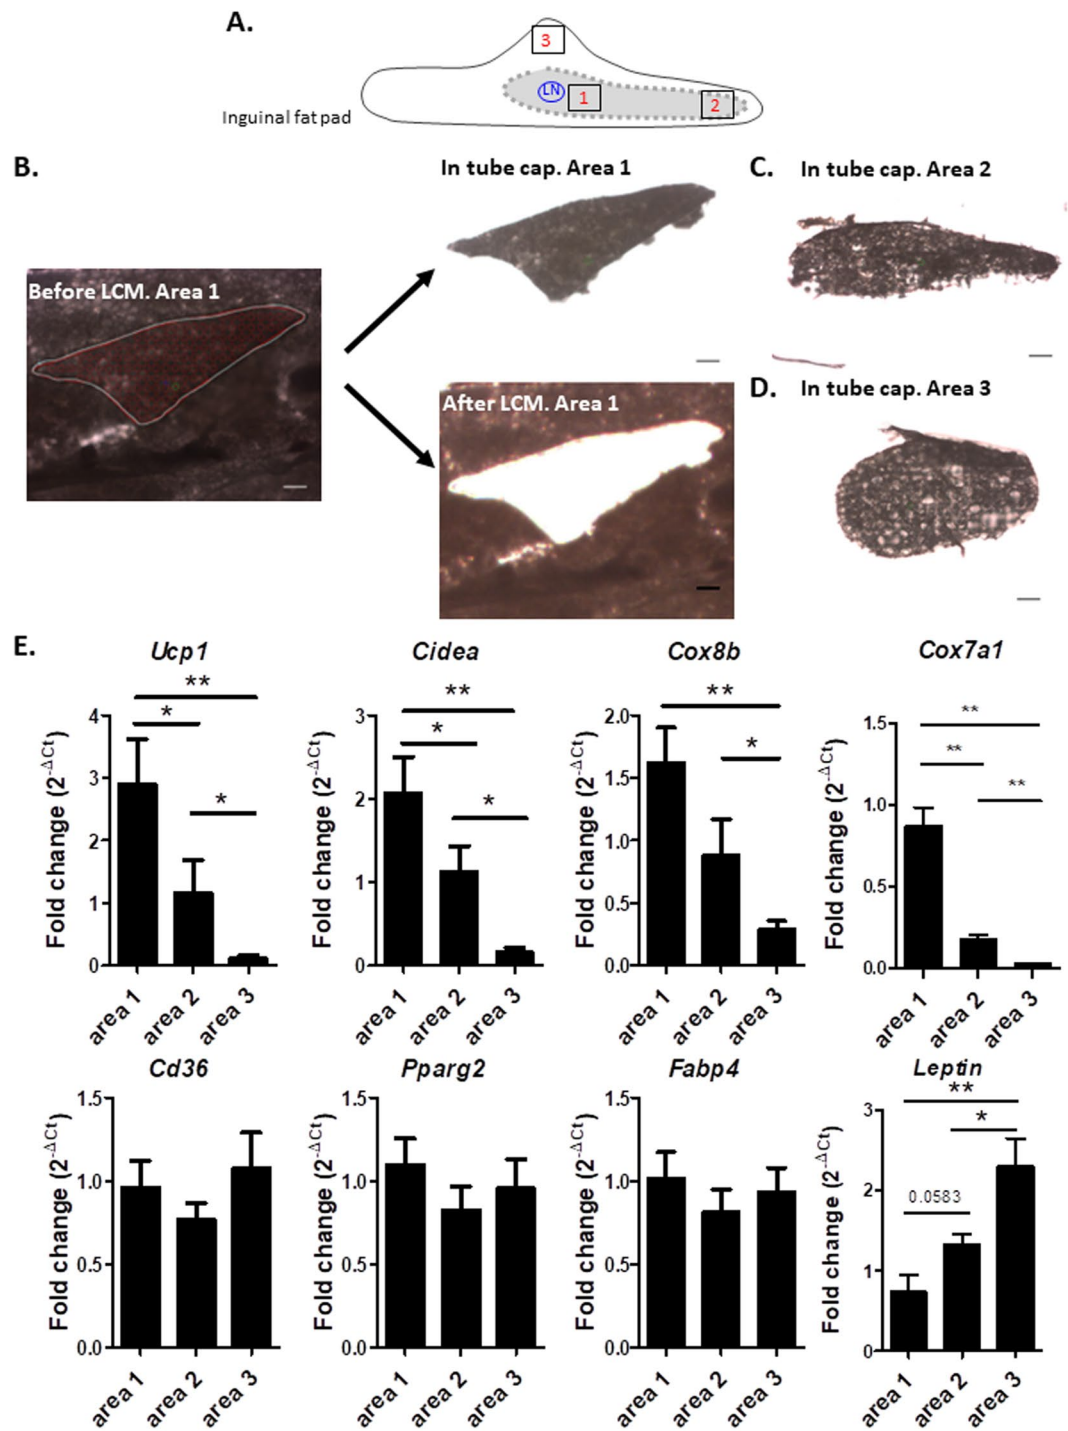 A.
3
LN
1
2
Inguinal fat pad
B.
In tube cap. Area 1
C.
In tube cap. Area 2
Before LCM. Area 1
After LCM. Area 1
D.
In tube cap. Area 3
E.
Ucp1
**
*
*
Fold change (2-ΔCt)
4
3
2
1
0
area 1
area 2
area 3
Cidea
**
*
*
Fold change (2-ΔCt)
3
2
1
0
area 1
area 2
area 3
Cox8b
**
*
Fold change (2-ΔCt)
2.0
1.5
1.0
0.5
0.0
area 1
area 2
area 3
Cox7a1
**
**
**
Fold change (2-ΔCt)
1.5
1.0
0.5
0.0
area 1
area 2
area 3
Cd36
Fold change (2-ΔCt)
1.5
1.0
0.5
0.0
area 1
area 2
area 3
Pparg2
Fold change (2-ΔCt)
1.5
1.0
0.5
0.0
area 1
area 2
area 3
Fabp4
Fold change (2-ΔCt)
1.5
1.0
0.5
0.0
area 1
area 2
area 3
Leptin
**
*
0.0583
Fold change (2-ΔCt)
3
2
1
0
area 1
area 2
area 3